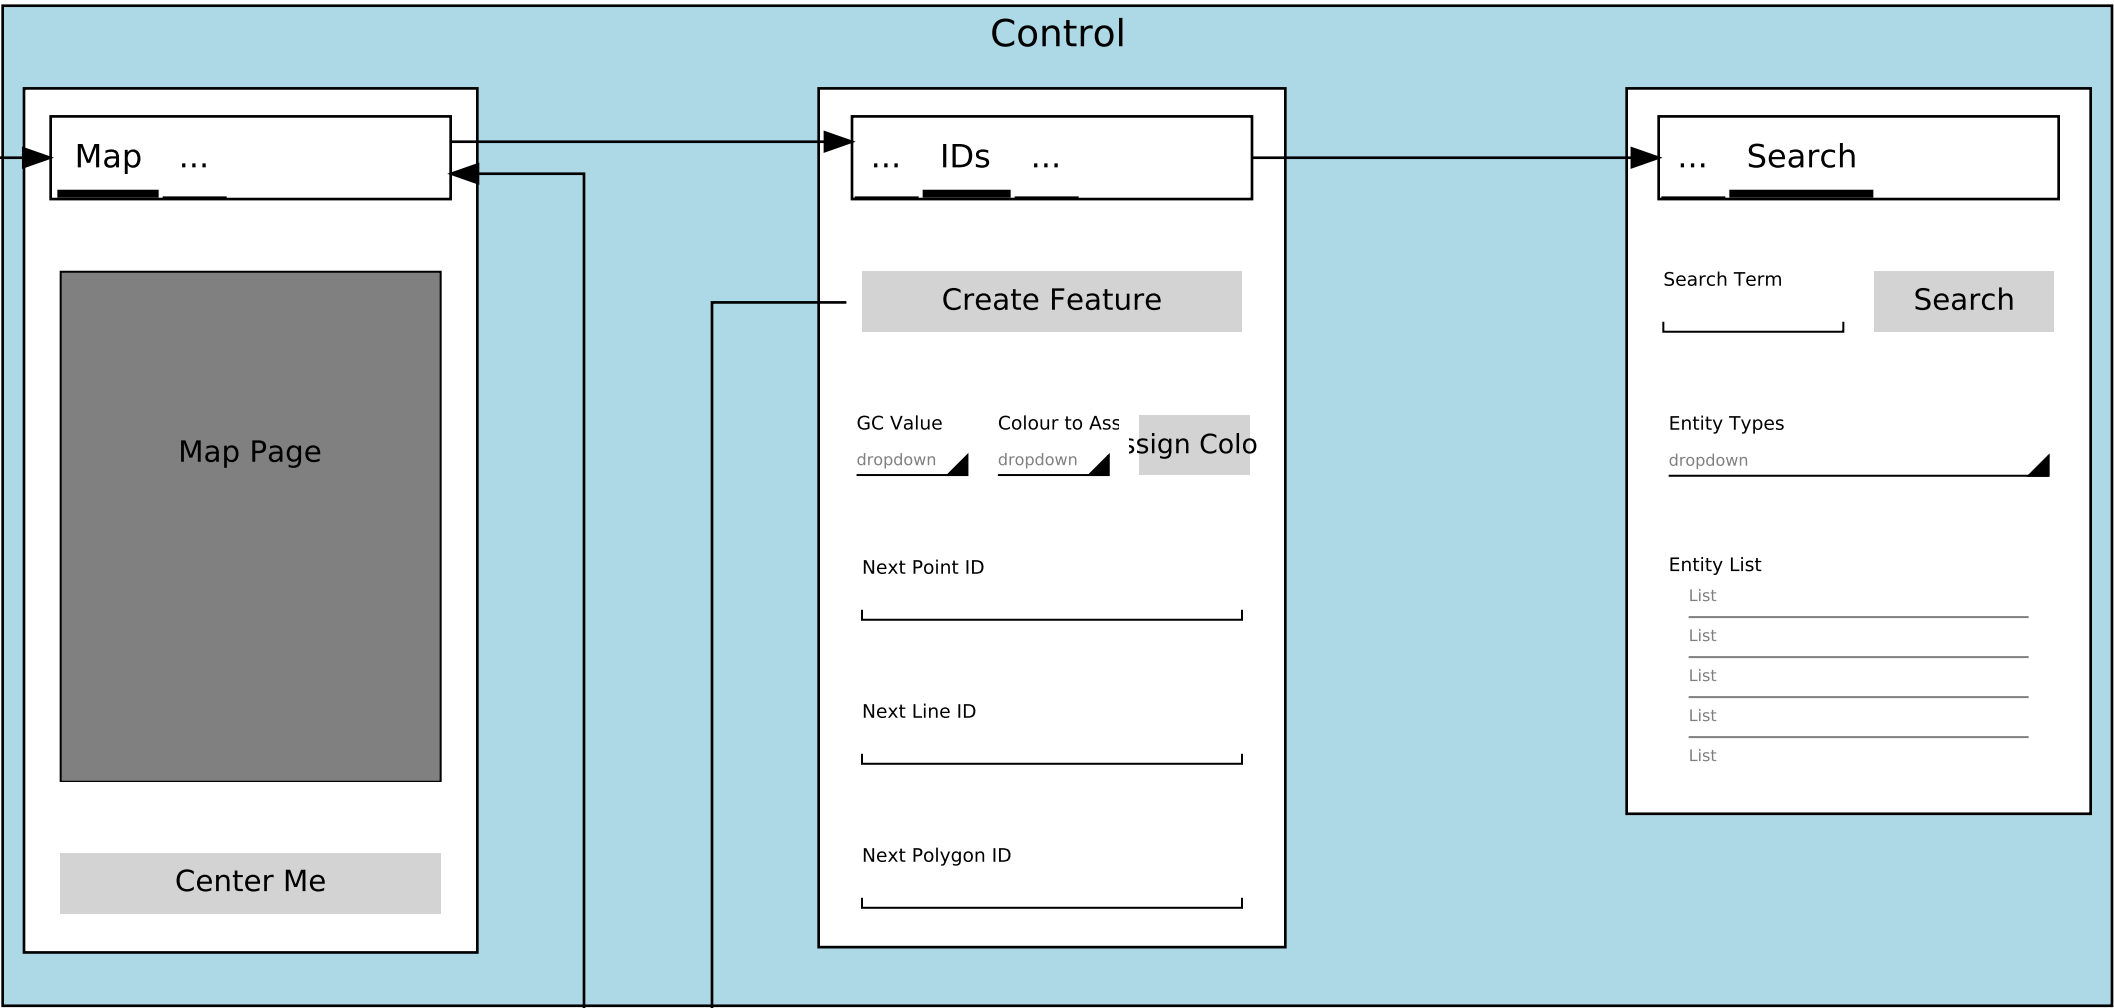 Control
Map ...
Map Page
Center Me
... IDs ...
Create Feature
GC Value
dropdown
Colour to Ass
dropdown
ssign Colo
Next Point ID
Next Line ID
Next Polygon ID
... Search
Search Term
Search
Entity Types
dropdown
Entity List
List
List
List
List
List